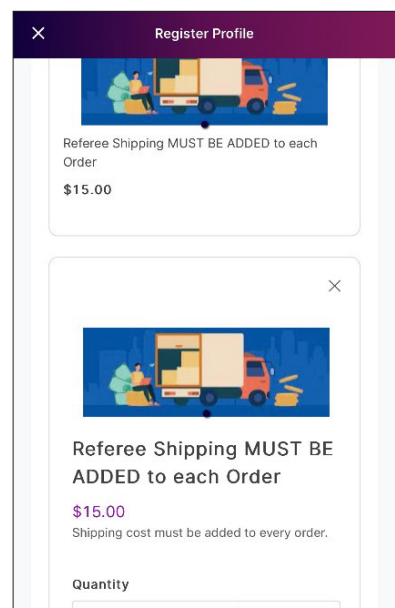 Register Profile
Referee Shipping MUST BE ADDED to each
Order
$15.00
Referee Shipping MUST BE
ADDED to each Order
$15.00
Shipping cost must be added to every order.
Quantity